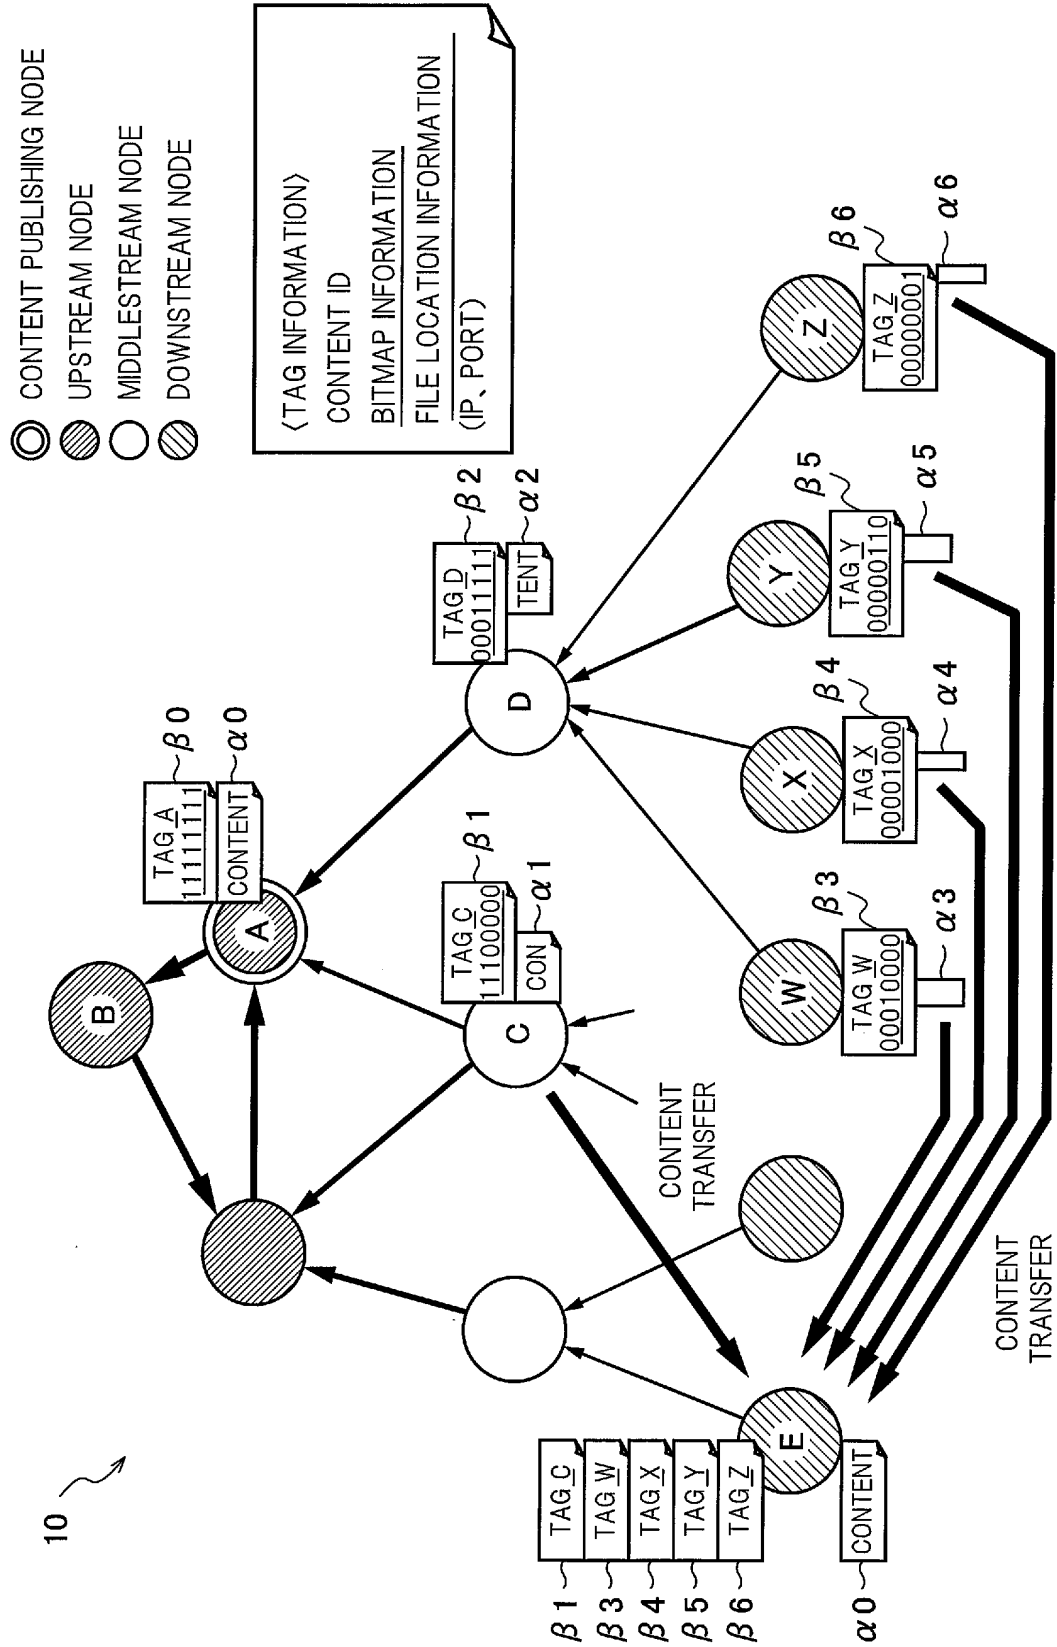 10
CONTENT PUBLISHING NODE
UPSTREAM NODE
MIDDLESTREAM NODE
DOWNSTREAM NODE
〈TAG INFORMATION〉
CONTENT ID
BITMAP INFORMATION
FILE LOCATION INFORMATION
(IP、PORT)
B
A
TAG A
11111111
CONTENT
β0
α0
C
TAG C
11100000
CON
β1
α1
D
TAG D
00011111
TENT
β2
α2
CONTENT
TRANSFER
W
TAG W
00010000
β3
α3
X
TAG X
00001000
β4
α4
Y
TAG Y
00000110
β5
α5
Z
TAG Z
00000001
β6
α6
E
β1
TAG C
β3
TAG W
β4
TAG X
β5
TAG Y
β6
TAG Z
α0
CONTENT
CONTENT
TRANSFER